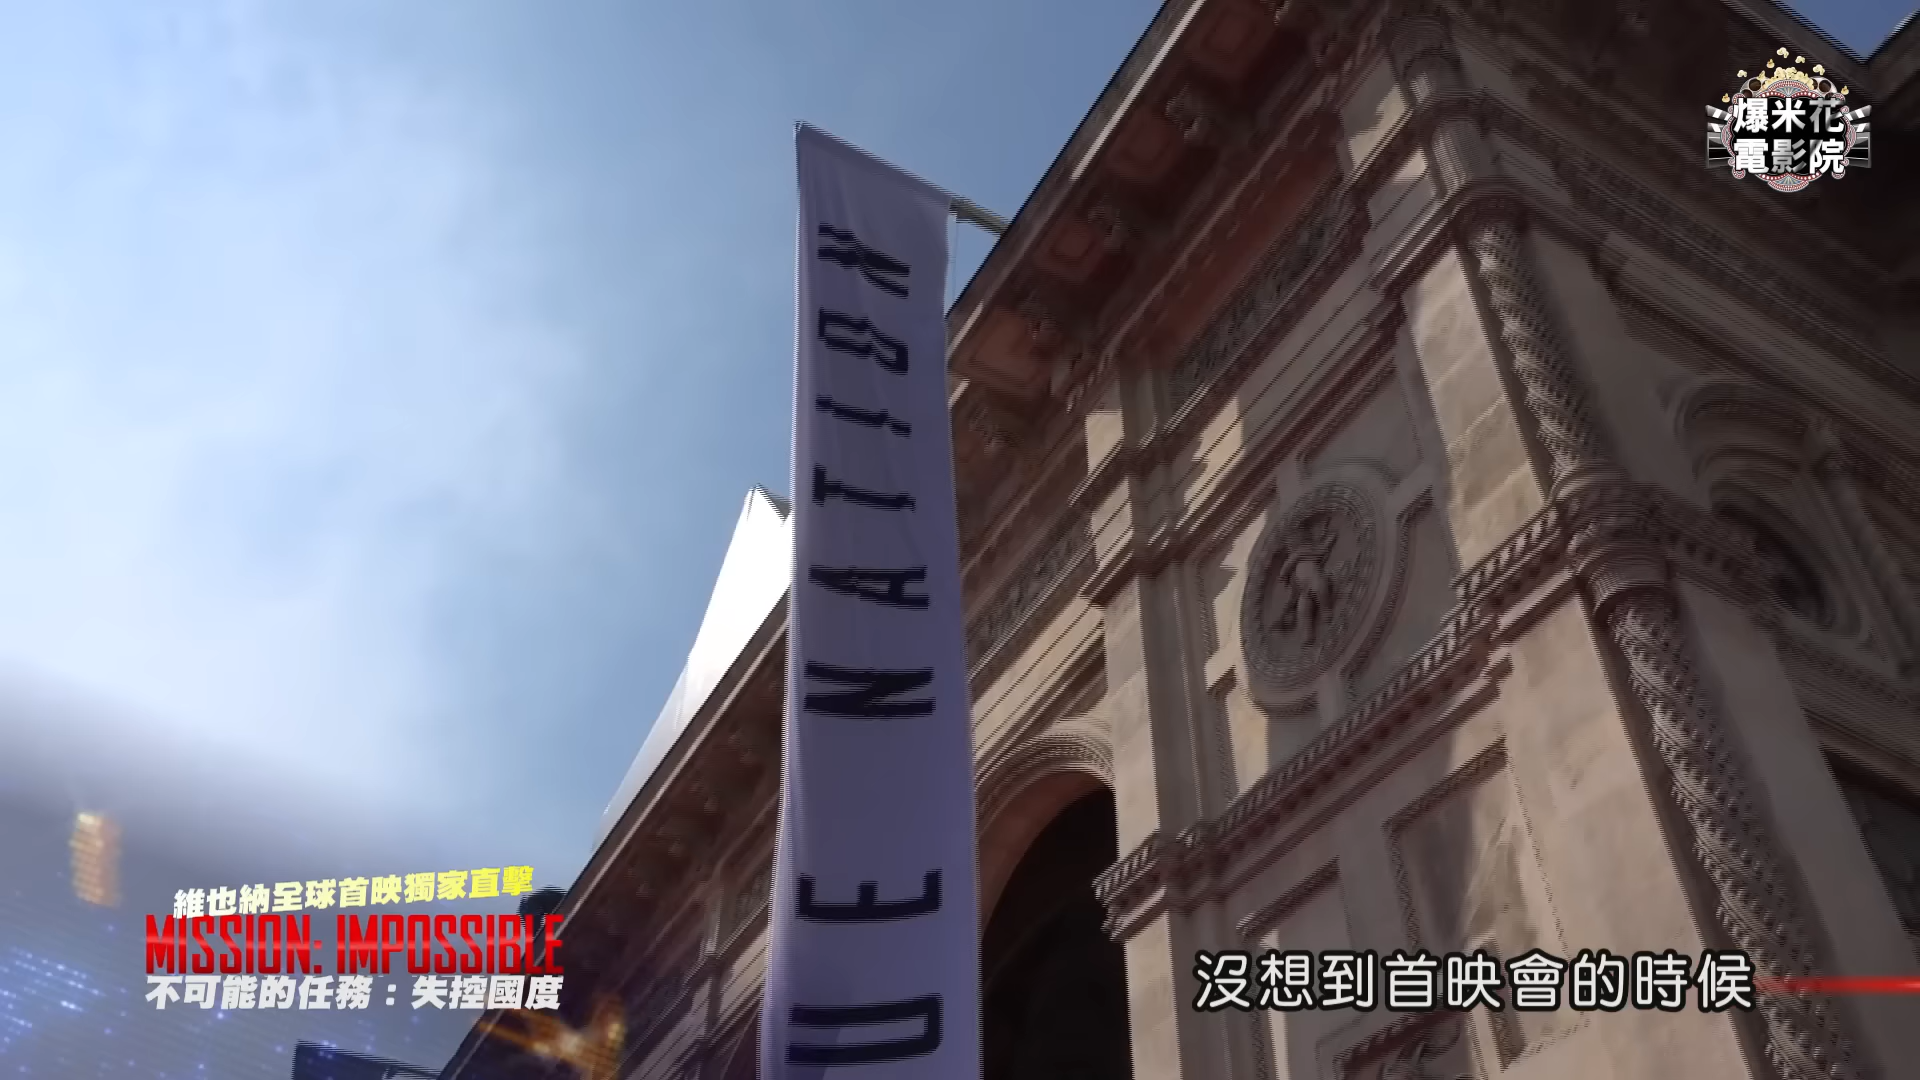 爆米花
電影院
UE NATION
維也納全球首映獨家直擊
MISSION: IMPOSSIBLE
不可能的任務：失控國度
沒想到首映會的時候